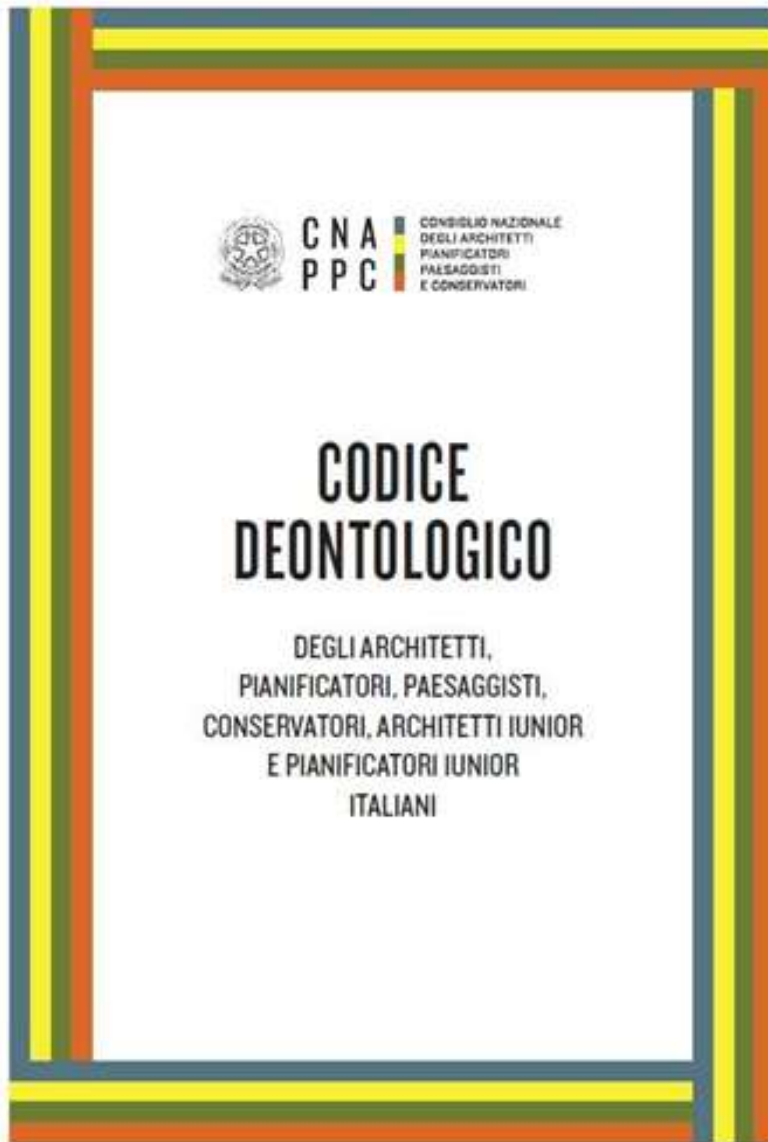 CNA
PPC
CONSIGLIO NAZIONALE
DEGLI ARCHITETTI
PIANIFICATORI
PAESAGGISTI
E CONSERVATORI
CODICE
DEONTOLOGICO
DEGLI ARCHITETTI,
PIANIFICATORI, PAESAGGISTI,
CONSERVATORI, ARCHITETTI IUNIOR
E PIANIFICATORI IUNIOR
ITALIANI